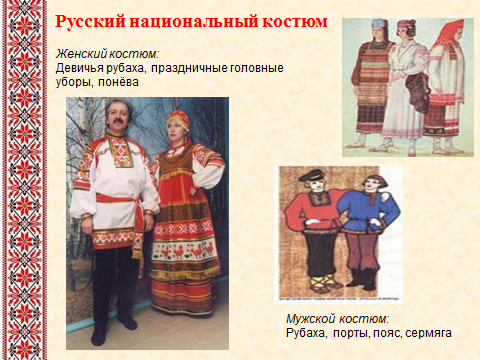 Русский национальный костюм
Женский костюм:
Девичья рубаха, праздничные головные
уборы, понёва
Мужской костюм:
Рубаха, порты, пояс, сермяга